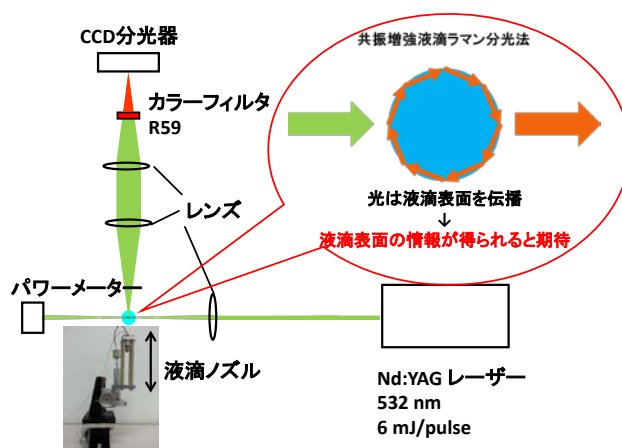 CCD分光器
カラーフィルタ
R59
レンズ
パワーメーター
液滴ノズル
Nd:YAG レーザー
532 nm
6 mJ/pulse
共振増強液滴ラマン分光法
光は液滴表面を伝播
↓
液滴表面の情報が得られると期待